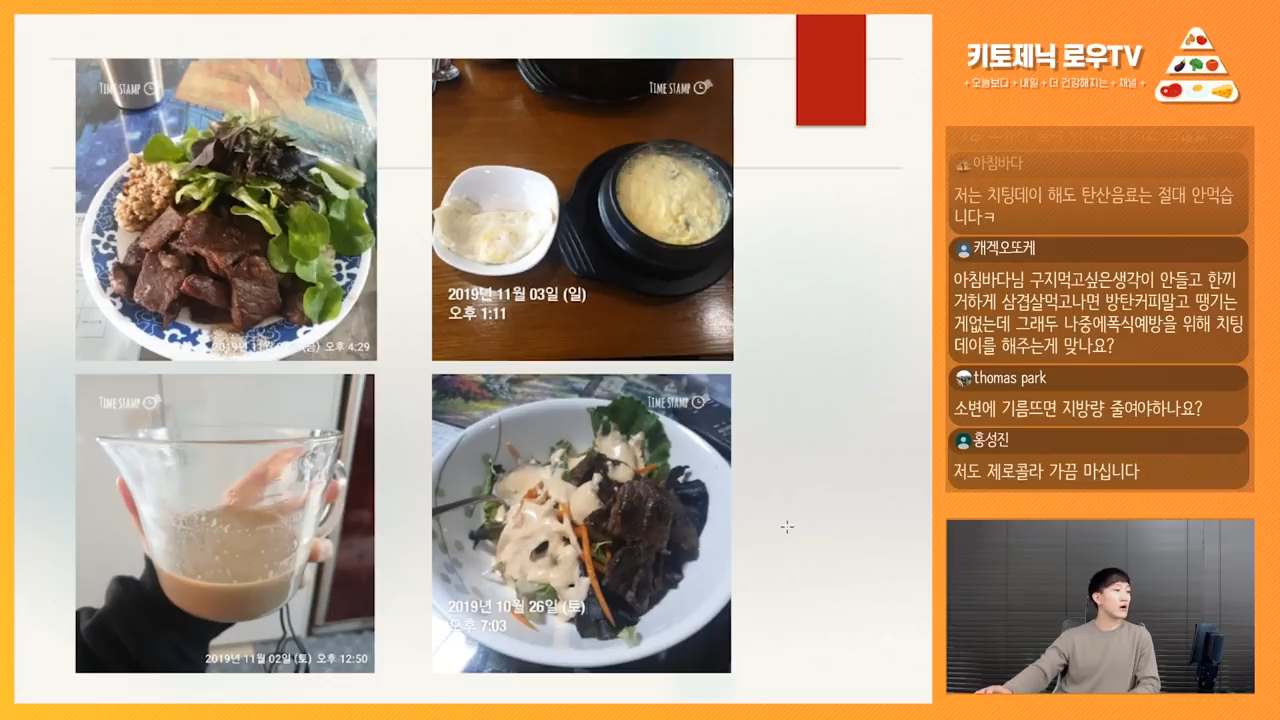 TIME STAMP
오후 4:29
TIME STAMP
2019년 11월 03일 (일)
오후 1:11
TIME STAMP
2019년 11월 02일 (토) 오후 12:50
TIME STAMP
2019년 10월 26일 (토)
오후 7:03
키토제닉 로우TV
+ 오늘보다 + 내일 + 더 건강해지는 + 채널 +
아침바다
저는 치팅데이 해도 탄산음료는 절대 안먹습
니다ㅋ
캐겍오또케
아침바다님 구지먹고싶은생각이 안들고 한끼
거하게 삼겹살먹고나면 방탄커피말고 땡기는
게없는데 그래두 나중에폭식예방을 위해 치팅
데이를 해주는게 맞나요?
thomas park
소변에 기름뜨면 지방량 줄여야하나요?
홍성진
저도 제로콜라 가끔 마십니다